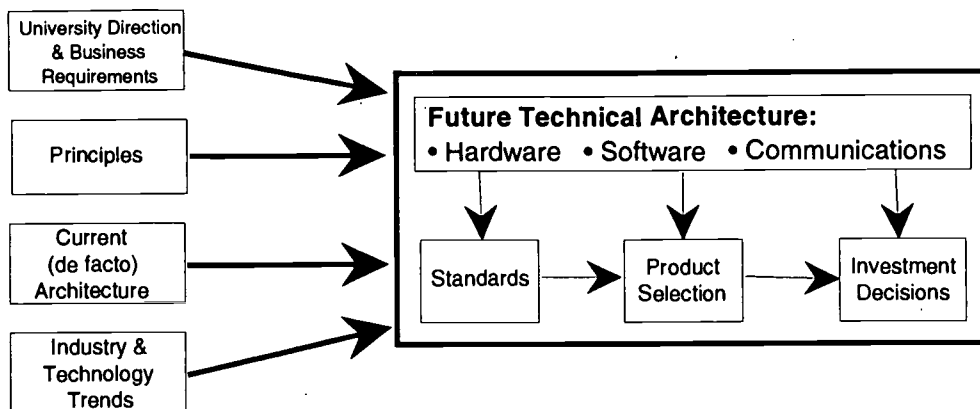 University Direction
& Business
Requirements
Principles
Current
(de facto)
Architecture
Industry &
Technology
Trends
Future Technical Architecture:
• Hardware • Software • Communications
Standards
Product
Selection
Investment
Decisions